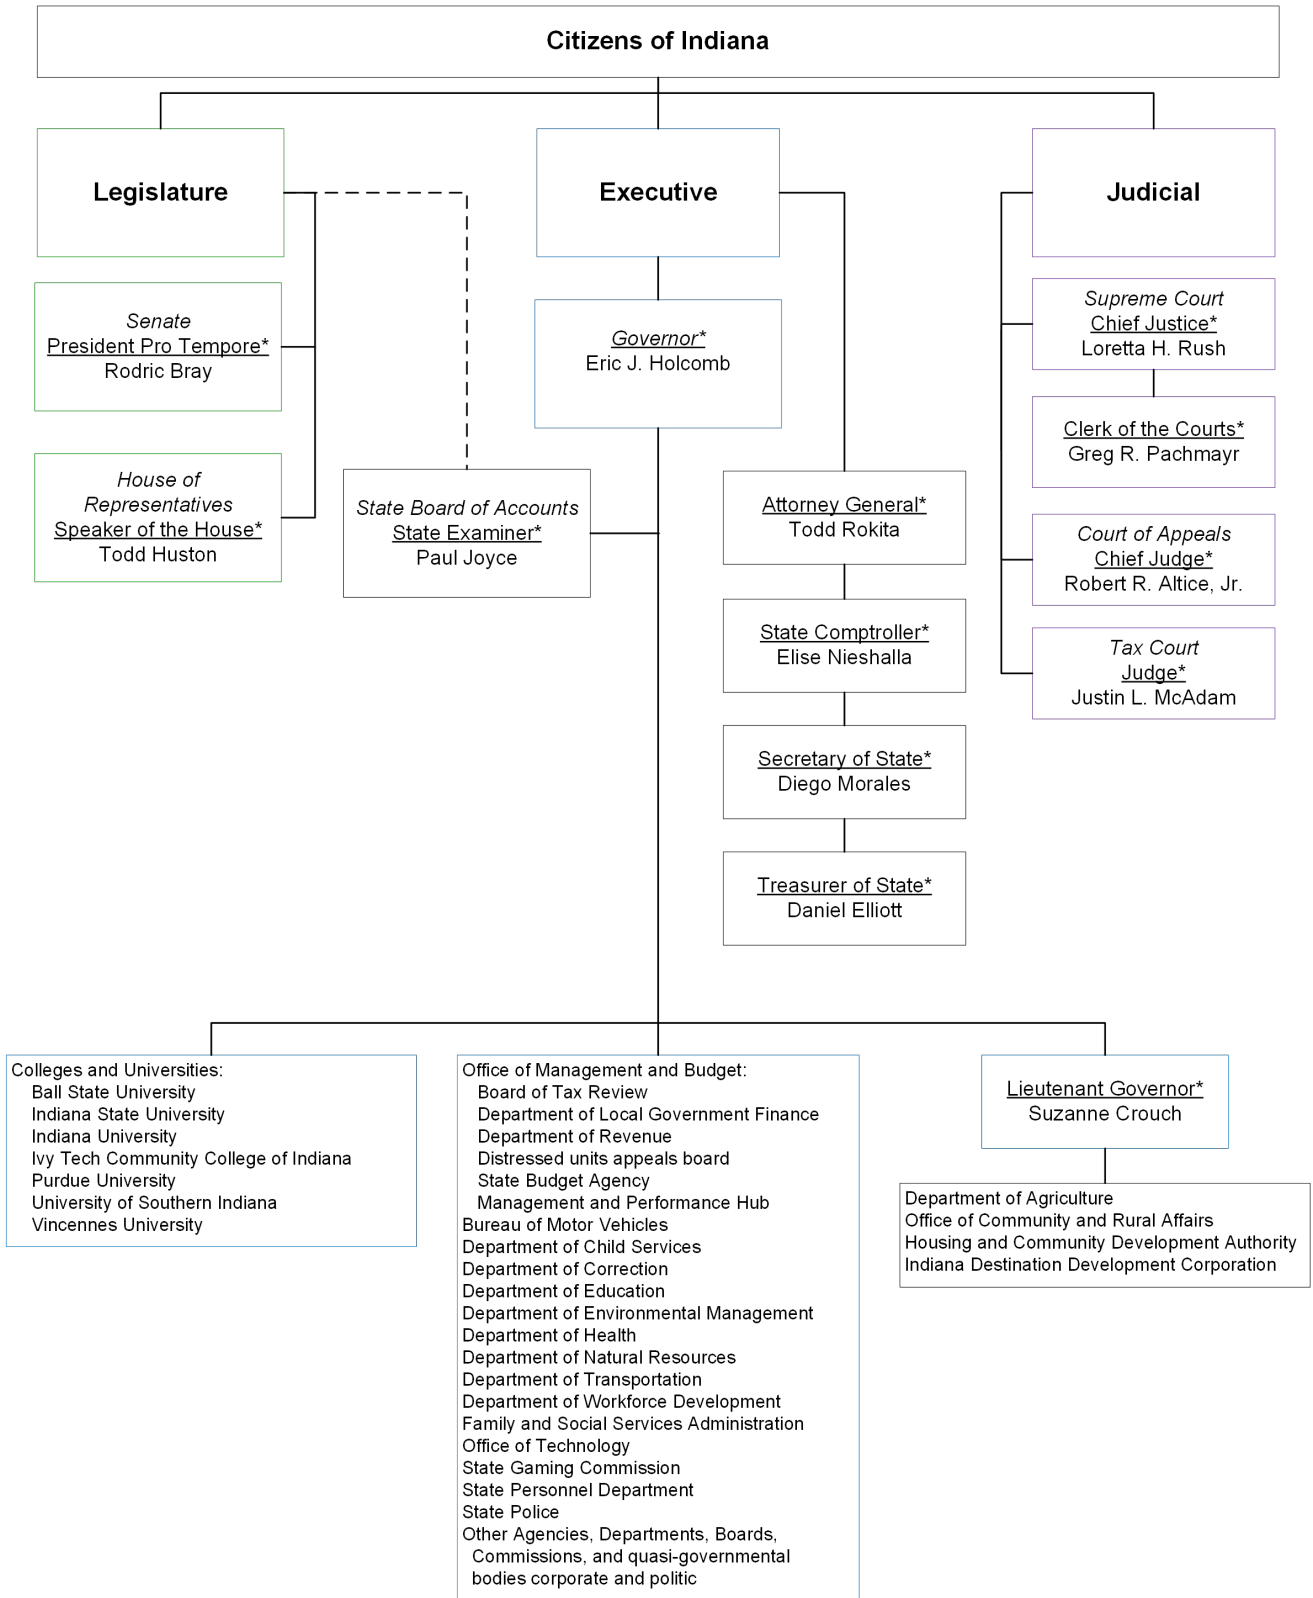 Citizens of Indiana
Legislature
Executive
Judicial
Senate
President Pro Tempore*
Rodric Bray
House of
Representatives
Speaker of the House*
Todd Huston
State Board of Accounts
State Examiner*
Paul Joyce
Governor*
Eric J. Holcomb
Attorney General*
Todd Rokita
State Comptroller*
Elise Nieshalla
Secretary of State*
Diego Morales
Treasurer of State*
Daniel Elliott
Supreme Court
Chief Justice*
Loretta H. Rush
Clerk of the Courts*
Greg R. Pachmayr
Court of Appeals
Chief Judge*
Robert R. Altice, Jr.
Tax Court
Judge*
Justin L. McAdam
Colleges and Universities:
Ball State University
Indiana State University
Indiana University
Ivy Tech Community College of Indiana
Purdue University
University of Southern Indiana
Vincennes University
Office of Management and Budget:
Board of Tax Review
Department of Local Government Finance
Department of Revenue
Distressed units appeals board
State Budget Agency
Management and Performance Hub
Bureau of Motor Vehicles
Department of Child Services
Department of Correction
Department of Education
Department of Environmental Management
Department of Health
Department of Natural Resources
Department of Transportation
Department of Workforce Development
Family and Social Services Administration
Office of Technology
State Gaming Commission
State Personnel Department
State Police
Other Agencies, Departments, Boards,
Commissions, and quasi-governmental
bodies corporate and politic
Lieutenant Governor*
Suzanne Crouch
Department of Agriculture
Office of Community and Rural Affairs
Housing and Community Development Authority
Indiana Destination Development Corporation